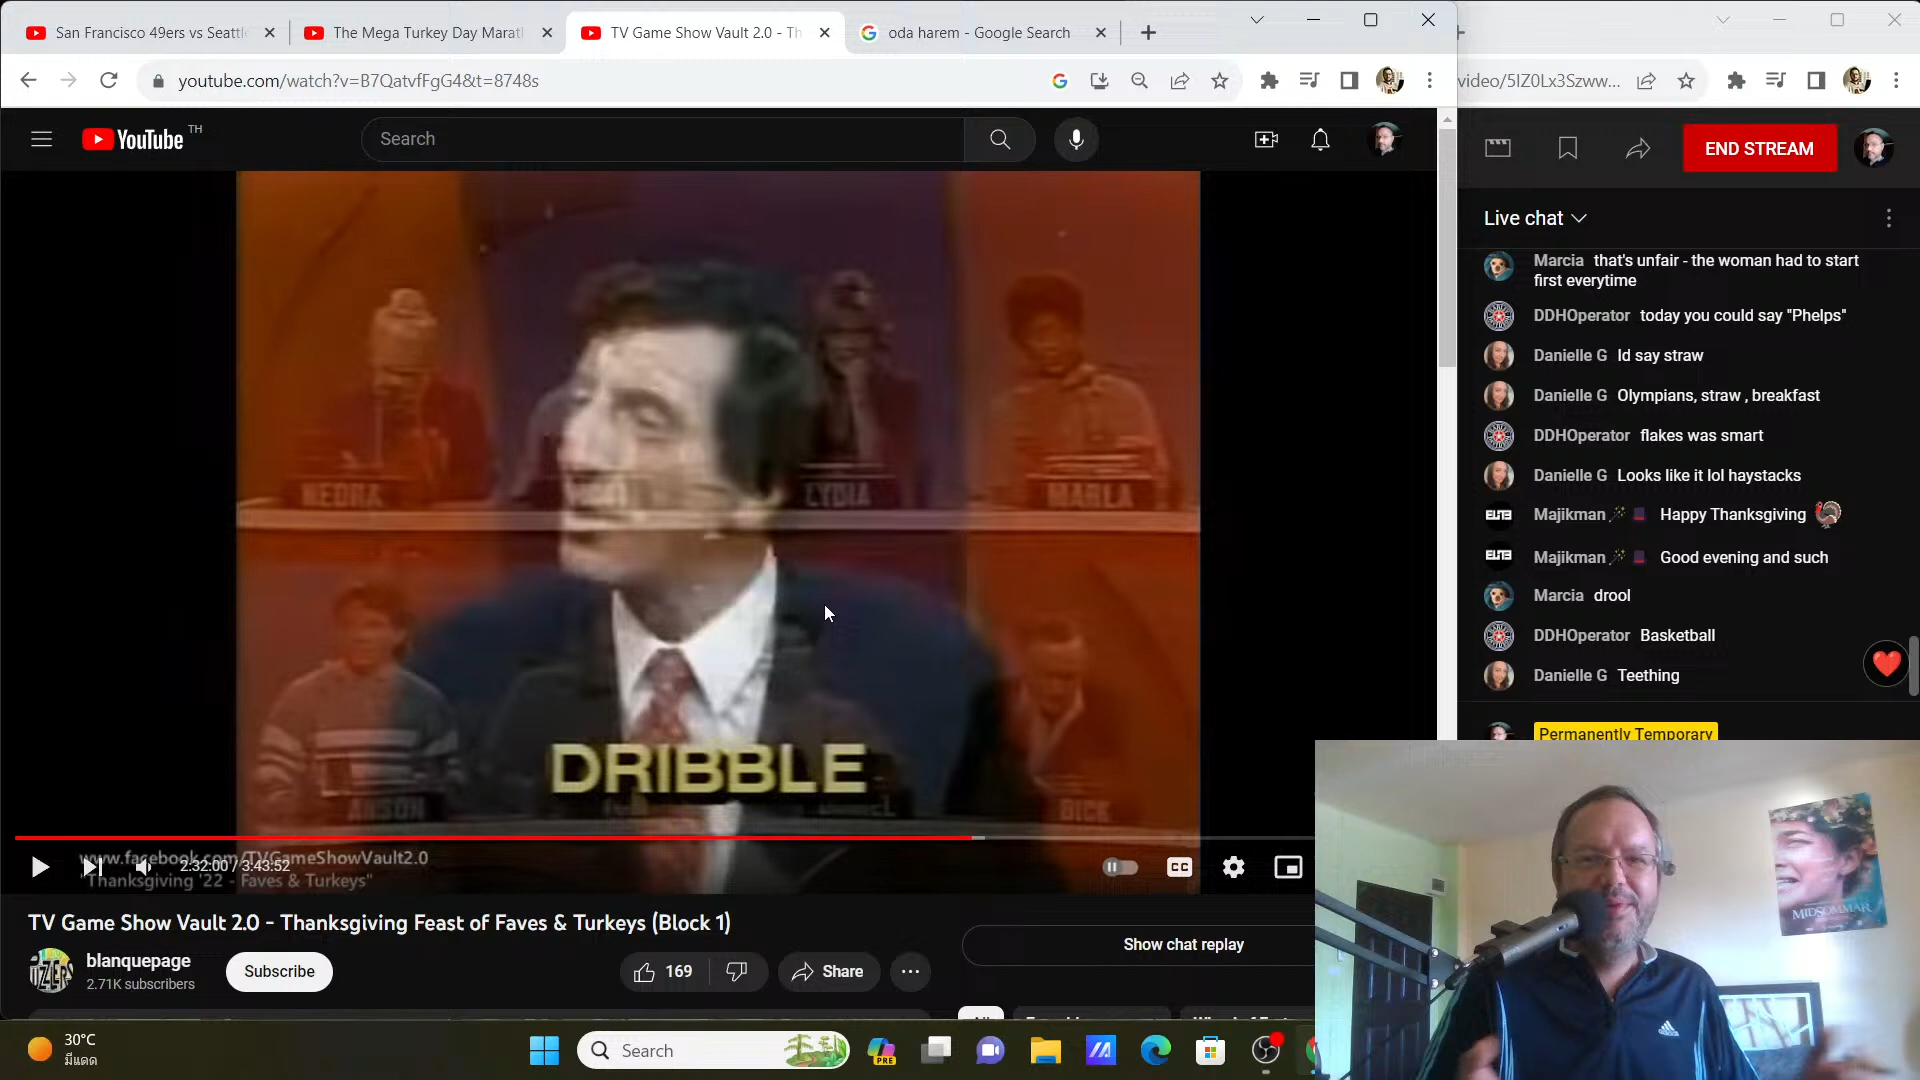 San Francisco 49ers vs Seattl
The Mega Turkey Day Marat
TV Game Show Vault 2.0 - Th
oda harem - Google Search
youtube.com/watch?v=B7QatvfFgG4&t=8748s
video/5IZ0Lx3Szww...
YouTube TH
Search
END STREAM
Live chat
Marcia that's unfair - the woman had to start
first everytime
DDHOperator today you could say "Phelps"
Danielle G Id say straw
Danielle G Olympians, straw , breakfast
DDHOperator flakes was smart
Danielle G Looks like it lol haystacks
Majikman Happy Thanksgiving
Majikman Good evening and such
Marcia drool
DDHOperator Basketball
Danielle G Teething
Permanently Temporary
ELITE
ELITE
NEDRA
LYDIA
MARLA
ANSON
DICK
DRIBBLE
www.facebook.com/TVGameShowVault2.0
2:32:00 / 3:43:52
"Thanksgiving '22 - Faves & Turkeys"
CC
TV Game Show Vault 2.0 - Thanksgiving Feast of Faves & Turkeys (Block 1)
blanquepage
2.71K subscribers
Subscribe
169
Share
Show chat replay
MIDSOMMAR
30°C
มีแดด
Search
PRE